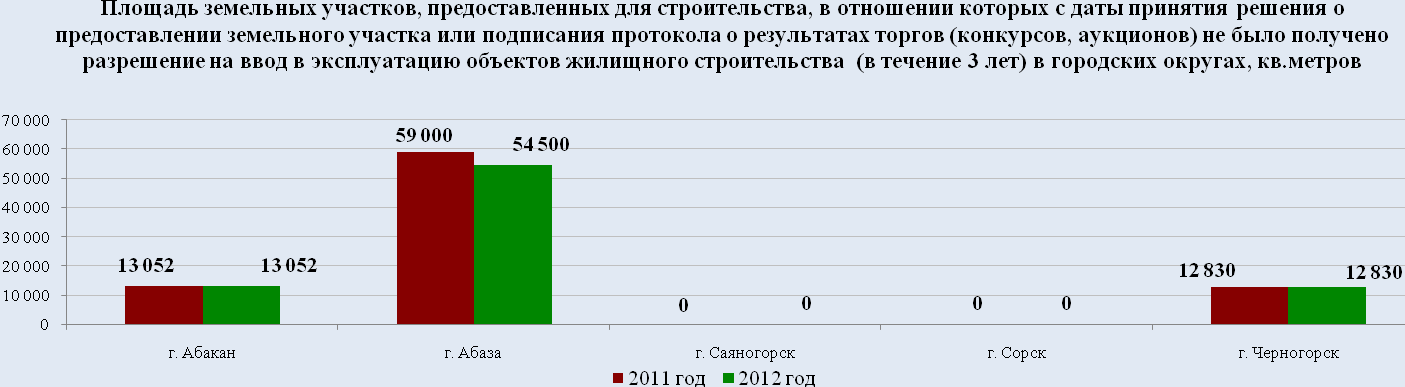 Площадь земельных участков, предоставленных для строительства, в отношении которых с даты принятия решения о
предоставлении земельного участка или подписания протокола о результатах торгов (конкурсов, аукционов) не было получено
разрешение на ввод в эксплуатацию объектов жилищного строительства (в течение 3 лет) в городских округах, кв.метров
70 000
60 000
50 000
40 000
30 000
20 000
10 000
0
13 052
13 052
59 000
54 500
0
0
0
0
12 830
12 830
г. Абакан
г. Абаза
г. Саяногорск
г. Сорск
г. Черногорск
2011 год
2012 год